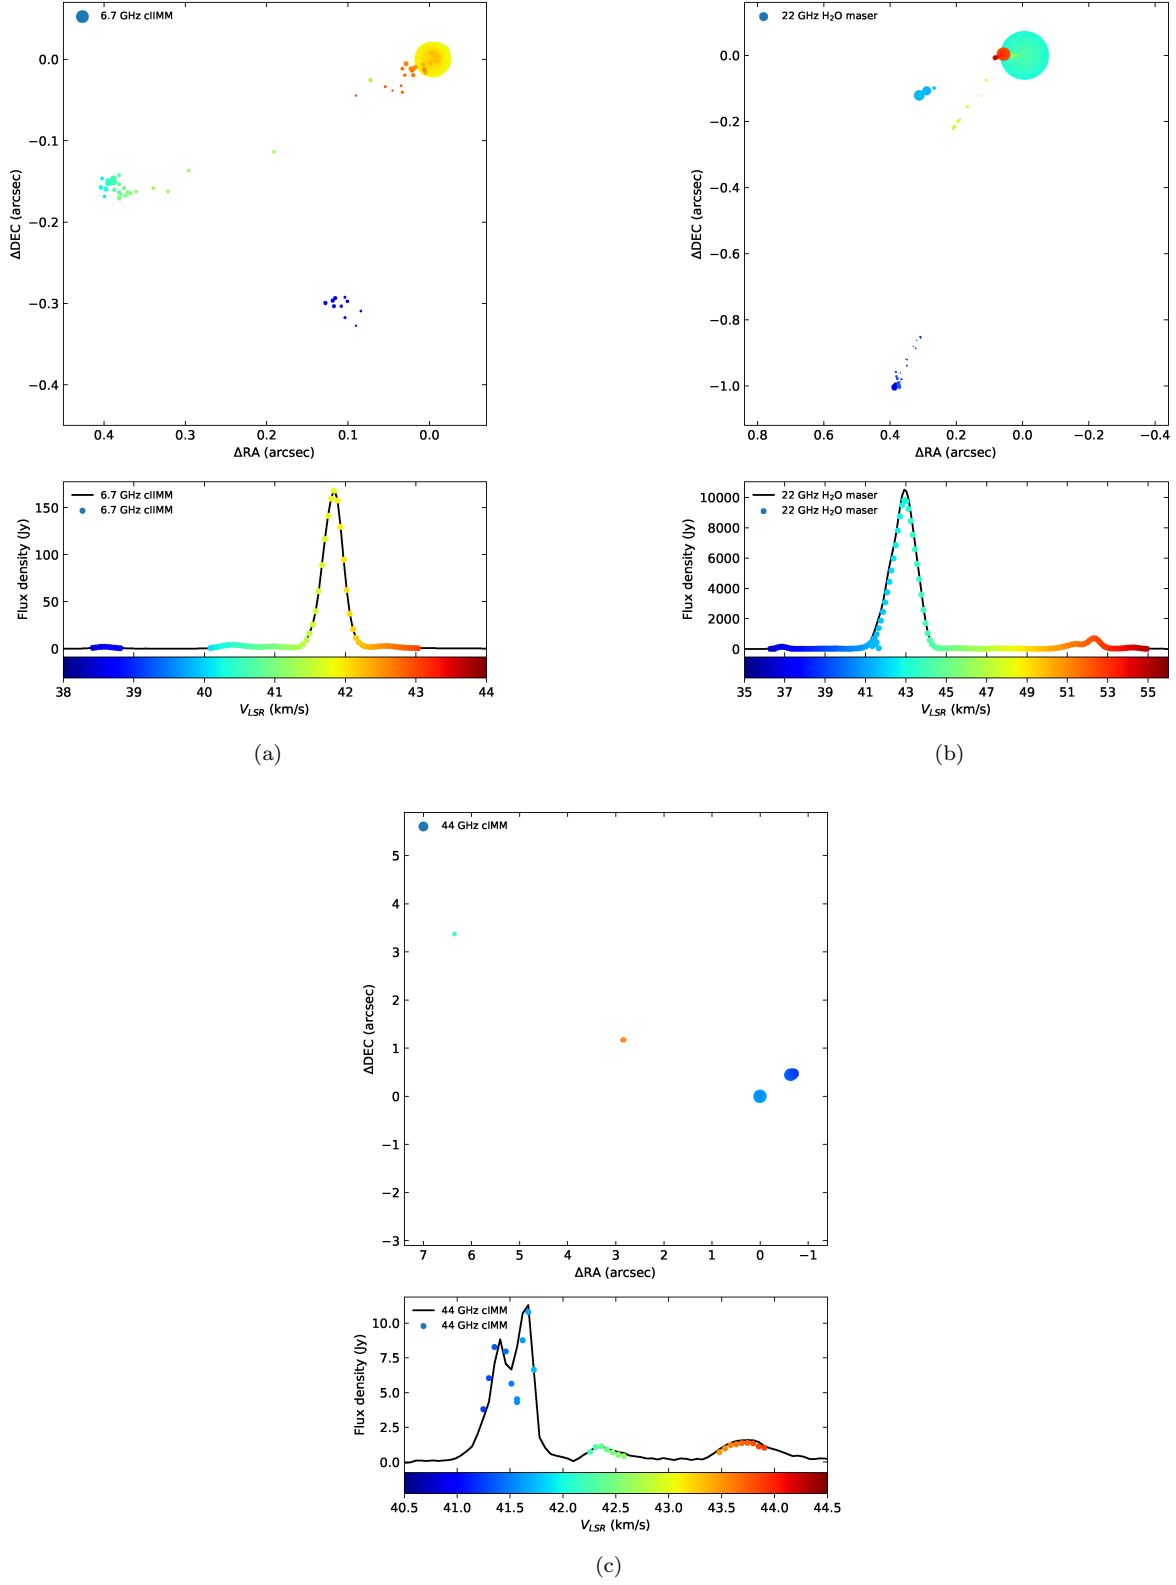 6.7 GHz cIIMM
0.0
−0.1
−0.2
−0.3
−0.4
ΔDEC (arcsec)
0.4 0.3 0.2 0.1 0.0
ΔRA (arcsec)
6.7 GHz cIIMM
6.7 GHz cIIMM
150
100
50
0
Flux density (Jy)
38 39 40 41 42 43 44
V_LSR (km/s)
(a)
22 GHz H₂O maser
0.0
−0.2
−0.4
−0.6
−0.8
−1.0
ΔDEC (arcsec)
0.8 0.6 0.4 0.2 0.0 −0.2 −0.4
ΔRA (arcsec)
22 GHz H₂O maser
22 GHz H₂O maser
10000
8000
6000
4000
2000
0
Flux density (Jy)
35 37 39 41 43 45 47 49 51 53 55
V_LSR (km/s)
(b)
44 GHz cIMM
5
4
3
2
1
0
−1
−2
−3
ΔDEC (arcsec)
7 6 5 4 3 2 1 0 −1
ΔRA (arcsec)
44 GHz cIMM
44 GHz cIMM
10.0
7.5
5.0
2.5
0.0
Flux density (Jy)
40.5 41.0 41.5 42.0 42.5 43.0 43.5 44.0 44.5
V_LSR (km/s)
(c)